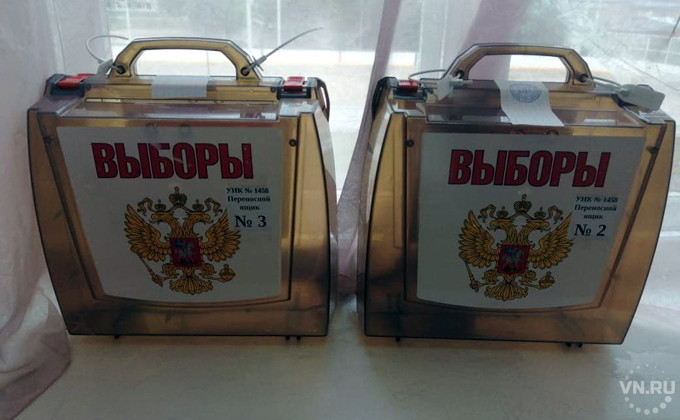 ВЫБОРЫ
УИК № 1458
Переносной
ящик
№ 3
ВЫБОРЫ
УИК № 1458
Переносной
ящик
№ 2
VN.RU